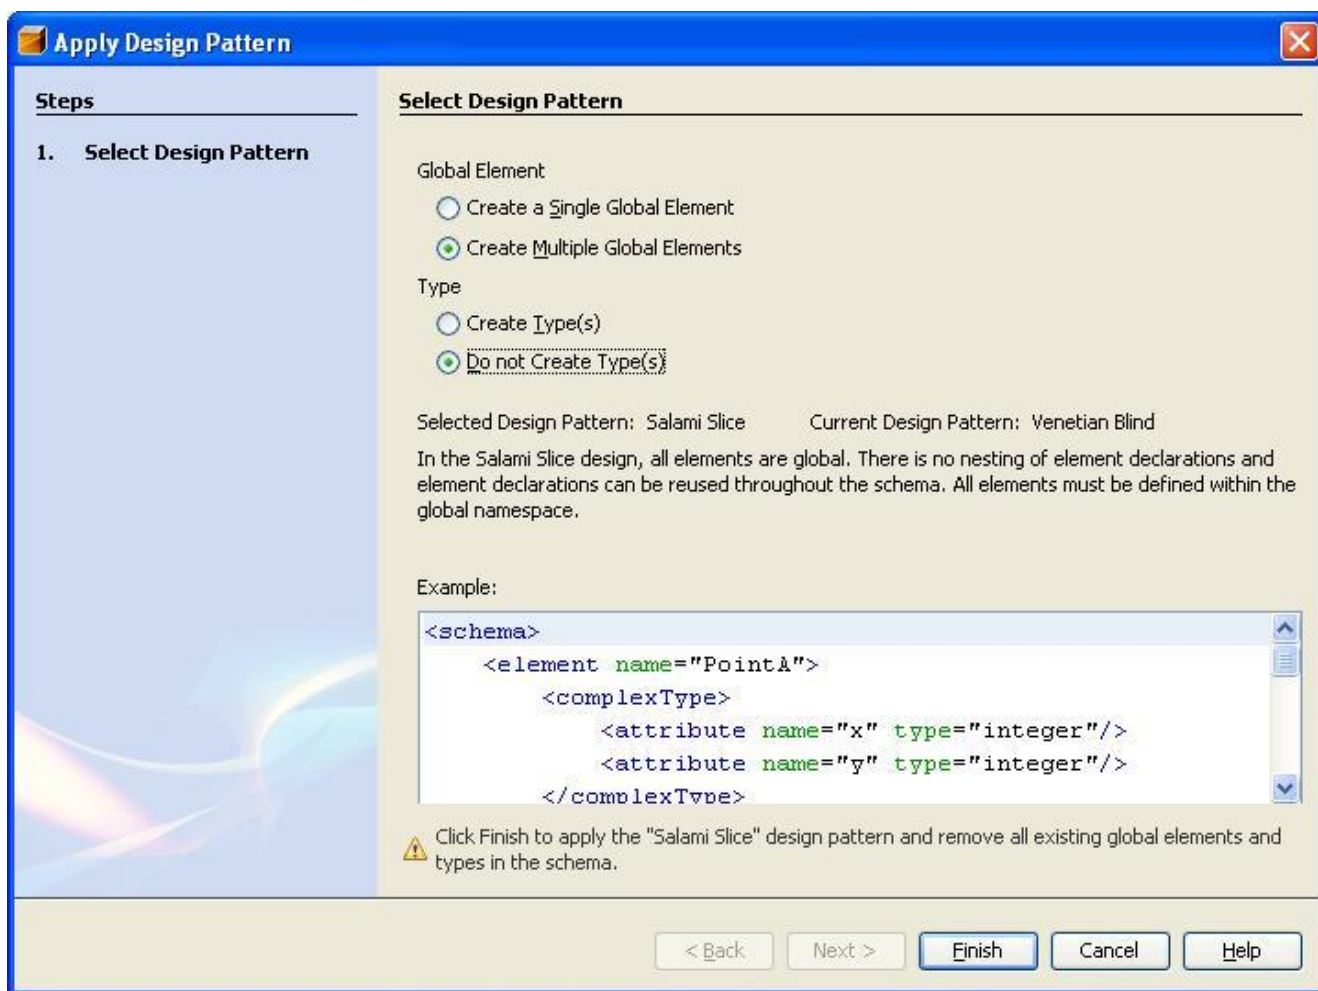 Apply Design Pattern
Steps
1. Select Design Pattern
Select Design Pattern
Global Element
Create a Single Global Element
Create Multiple Global Elements
Type
Create Type(s)
Do not Create Type(s)
Selected Design Pattern: Salami Slice Current Design Pattern: Venetian Blind
In the Salami Slice design, all elements are global. There is no nesting of element declarations and
element declarations can be reused throughout the schema. All elements must be defined within the
global namespace.
Example:
<schema>
<element name="PointA">
<complexType>
<attribute name="x" type="integer"/>
<attribute name="y" type="integer"/>
</complexType>
Click Finish to apply the "Salami Slice" design pattern and remove all existing global elements and
types in the schema.
< Back Next > Finish Cancel Help